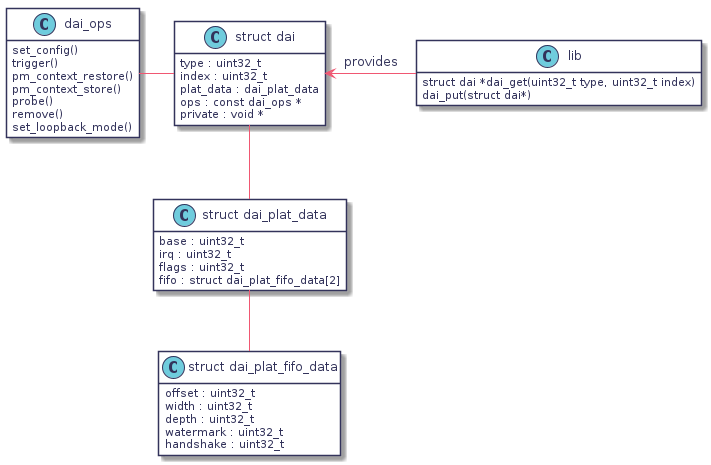 C dai_ops
set_config()
trigger()
pm_context_restore()
pm_context_store()
probe()
remove()
set_loopback_mode()
C struct dai
type : uint32_t
index : uint32_t
plat_data : dai_plat_data
ops : const dai_ops *
private : void *
provides
C lib
struct dai *dai_get(uint32_t type, uint32_t index)
dai_put(struct dai*)
C struct dai_plat_data
base : uint32_t
irq : uint32_t
flags : uint32_t
fifo : struct dai_plat_fifo_data[2]
C struct dai_plat_fifo_data
offset : uint32_t
width : uint32_t
depth : uint32_t
watermark : uint32_t
handshake : uint32_t